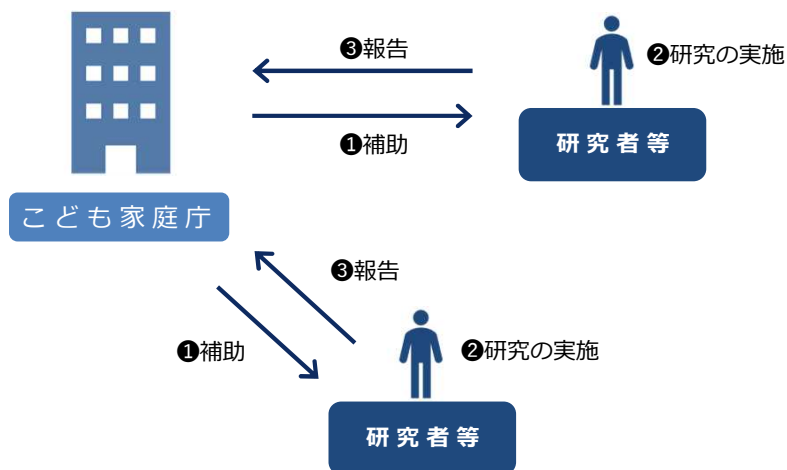 ❸報告
❷研究の実施
❶補助
研究者等
こども家庭庁
❸報告
❶補助
❷研究の実施
研究者等